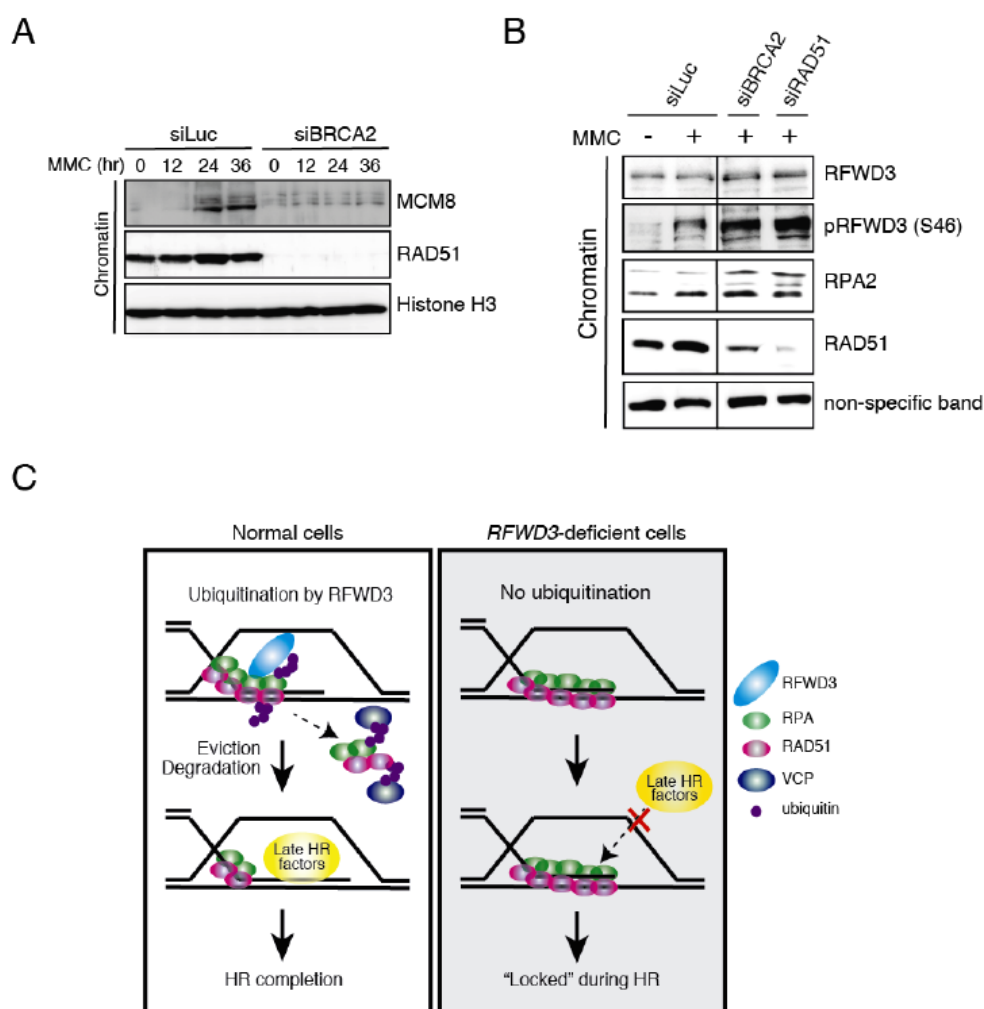 A
siLuc siBRCA2
MMC (hr) 0 12 24 36 0 12 24 36
Chromatin
MCM8
RAD51
Histone H3
B
siLuc siBRCA2 siRAD51
MMC - + + +
Chromatin
RFWD3
pRFWD3 (S46)
RPA2
RAD51
non-specific band
C
Normal cells
Ubiquitination by RFWD3
Eviction
Degradation
Late HR
factors
HR completion
RFWD3-deficient cells
No ubiquitination
Late HR
factors
"Locked" during HR
RFWD3
RPA
RAD51
VCP
ubiquitin